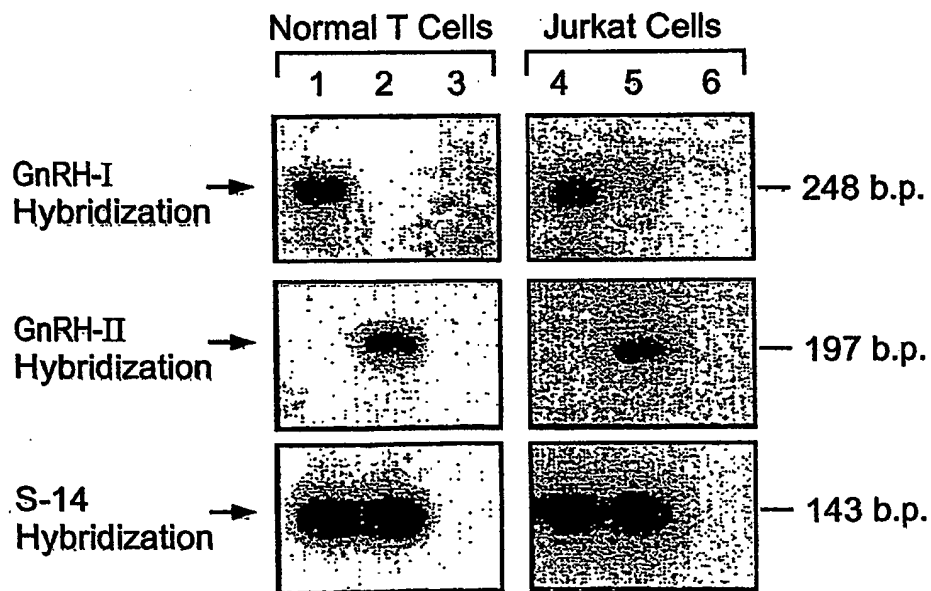 Normal T Cells
Jurkat Cells
1 2 3
4 5 6
GnRH-I
Hybridization
248 b.p.
GnRH-II
Hybridization
197 b.p.
S-14
Hybridization
143 b.p.